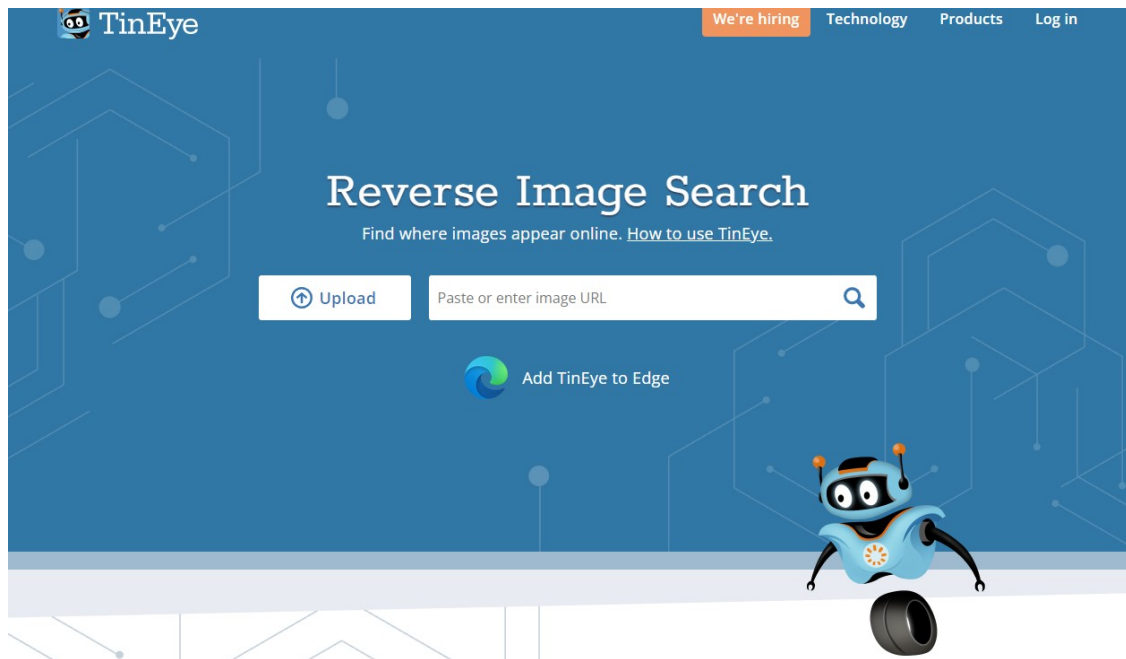 TinEye
We're hiring Technology Products Log in
Reverse Image Search
Find where images appear online. How to use TinEye.
Upload
Paste or enter image URL
Add TinEye to Edge